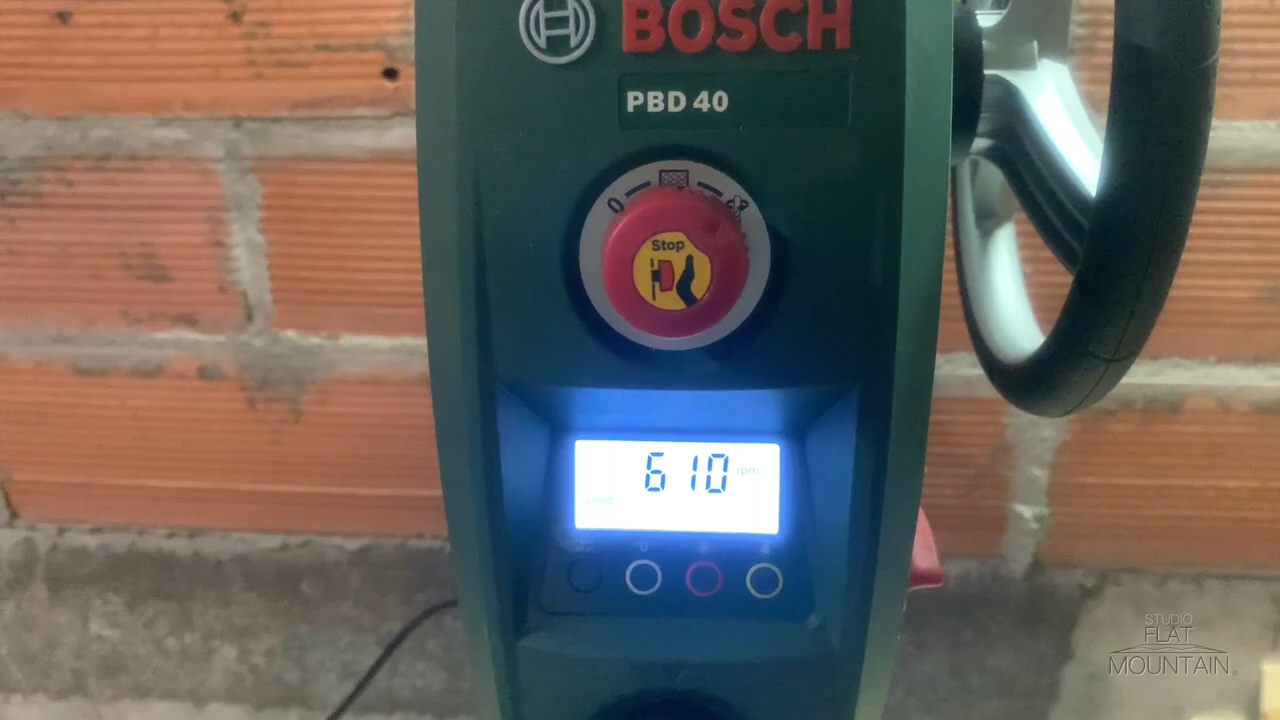 BOSCH
PBD 40
0
Stop
610 rpm
Speed
STUDIO
FLAT
MOUNTAIN®